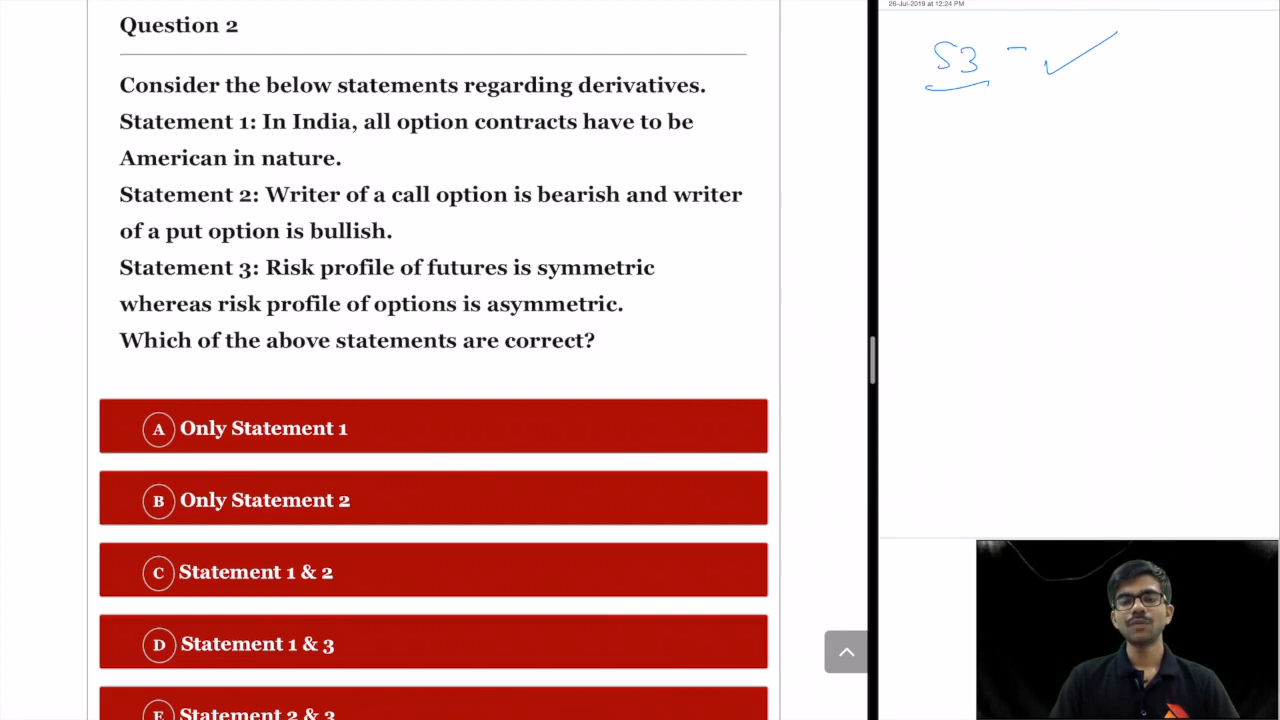 Question 2
Consider the below statements regarding derivatives.
Statement 1: In India, all option contracts have to be
American in nature.
Statement 2: Writer of a call option is bearish and writer
of a put option is bullish.
Statement 3: Risk profile of futures is symmetric
whereas risk profile of options is asymmetric.
Which of the above statements are correct?
A Only Statement 1
B Only Statement 2
C Statement 1 & 2
D Statement 1 & 3
E Statement 2 & 3
26-Jul-2019 at 12:24 PM
S3 - ✓